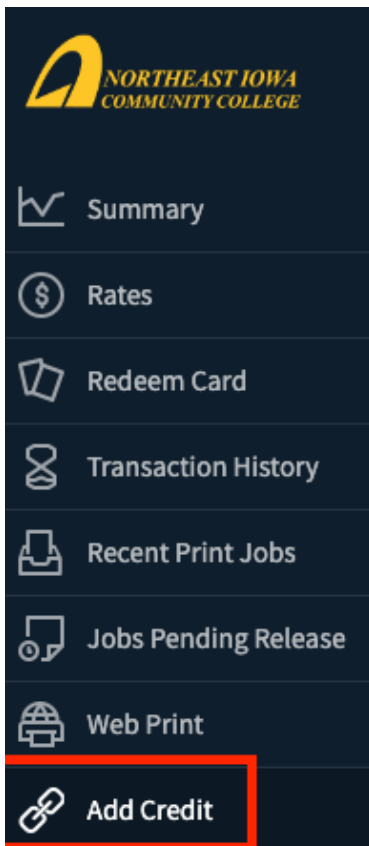 NORTHEAST IOWA
COMMUNITY COLLEGE
Summary
$ Rates
Redeem Card
Transaction History
Recent Print Jobs
Jobs Pending Release
Web Print
Add Credit